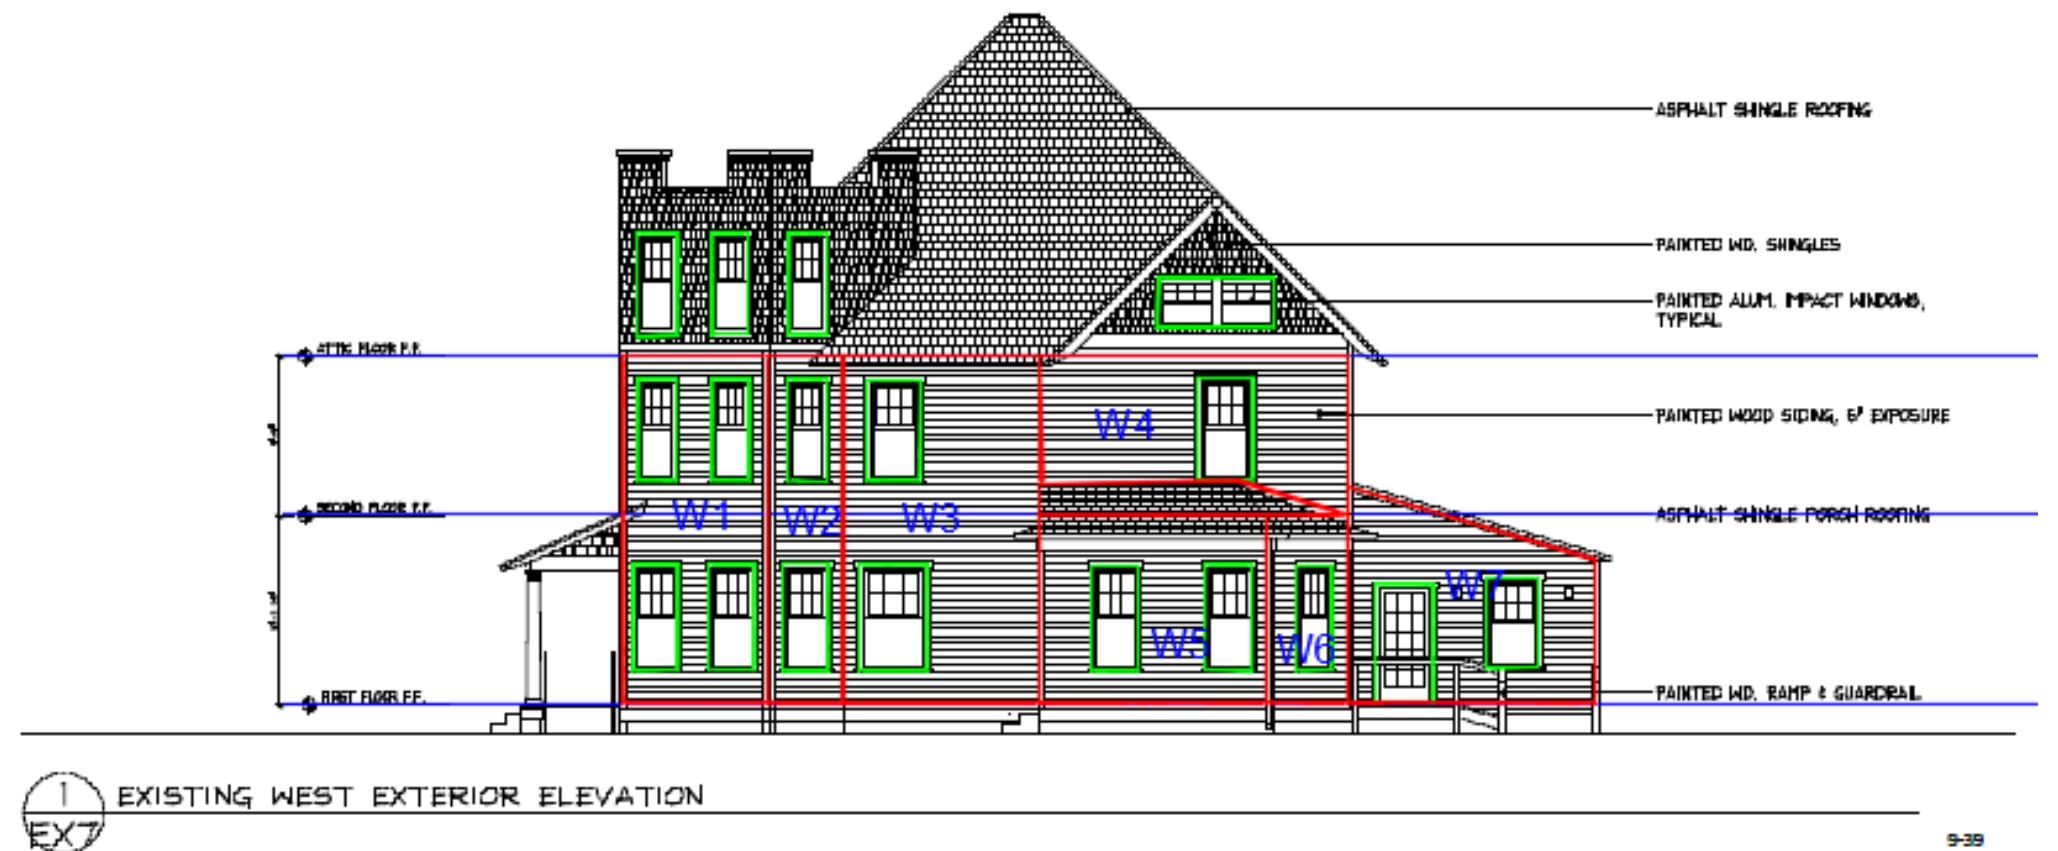 ASPHALT SHINGLE ROOFING
PAINTED WD. SHINGLES
PAINTED ALUM. IMPACT WINDOWS,
TYPICAL
ATTIC FLOOR F.F.
PAINTED WOOD SIDING, 6" EXPOSURE
W4
SECOND FLOOR F.F.
W1
W2
W3
ASPHALT SHINGLE PORCH ROOFING
W7
W5
W6
FIRST FLOOR F.F.
PAINTED WD. RAMP & GUARDRAIL
1
EXISTING WEST EXTERIOR ELEVATION
EX7
9-39